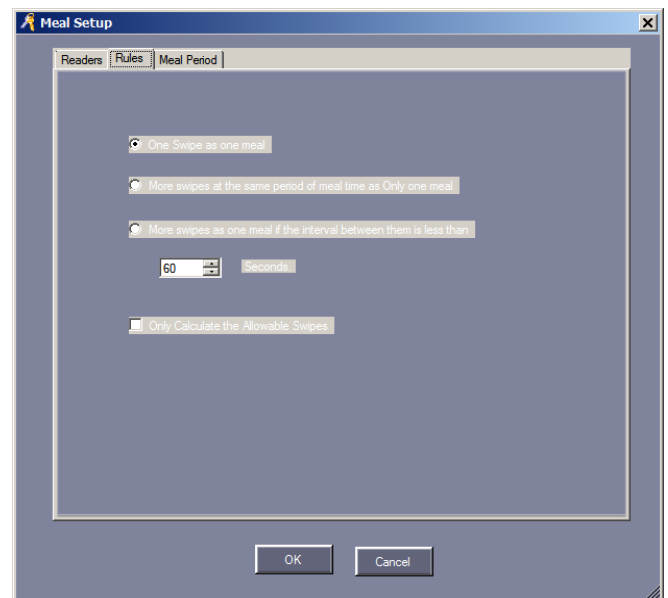 Meal Setup
Readers Rules Meal Period
One Swipe as one meal
More swipes at the same period of meal time as Only one meal
More swipes as one meal if the interval between them is less than
60 Seconds.
Only Calculate the Allowable Swipes
OK Cancel